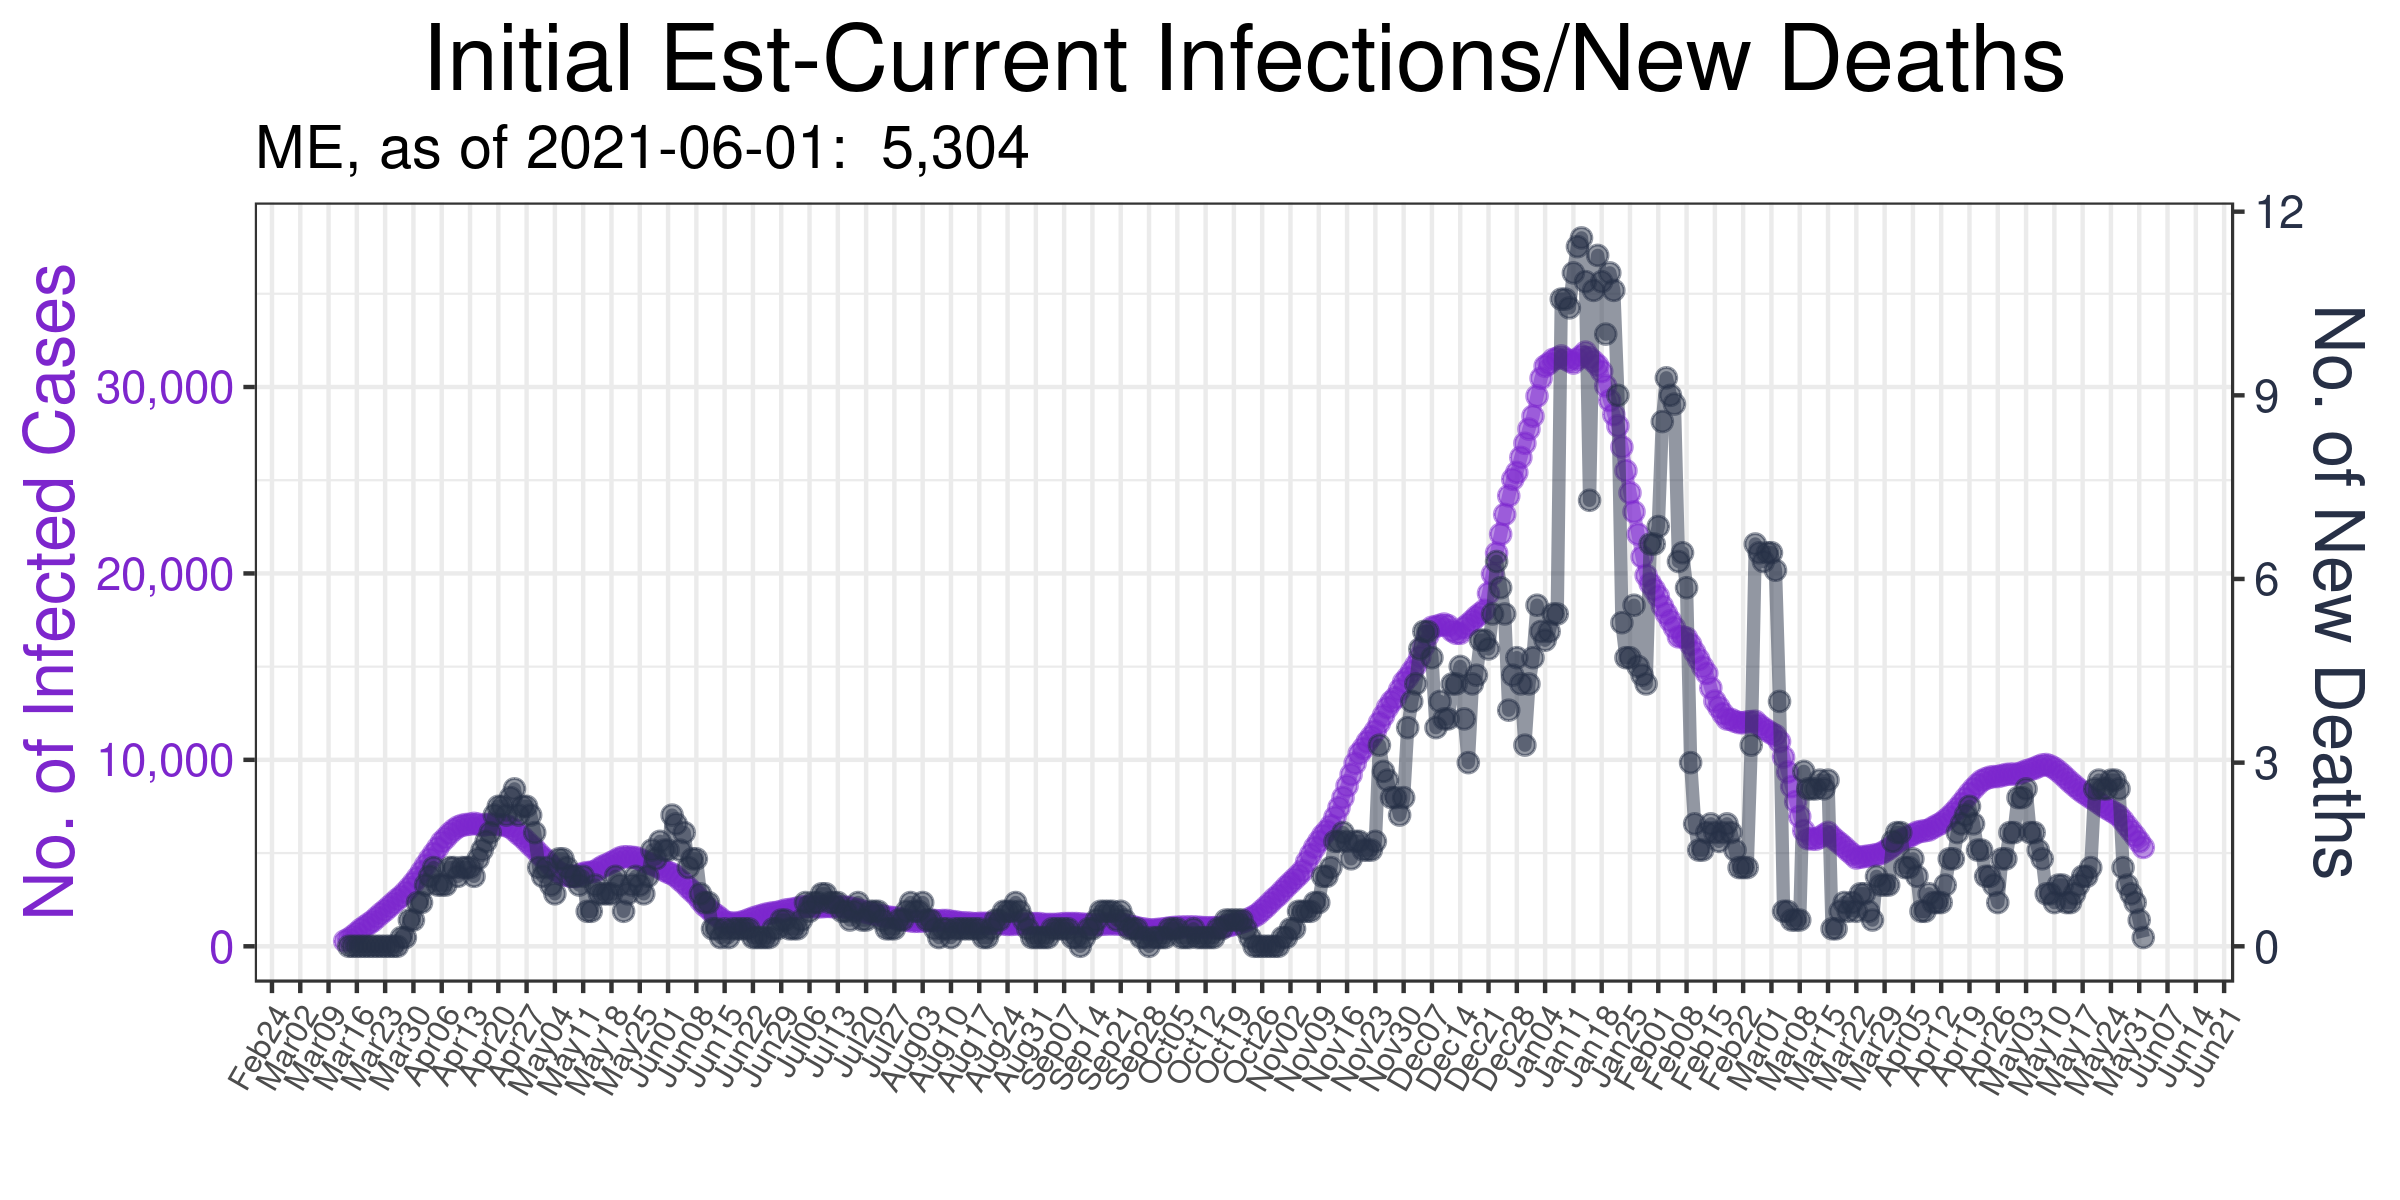 Initial Est-Current Infections/New Deaths
ME, as of 2021-06-01:  5,304
No. of Infected Cases
30,000
20,000
10,000
0
12
9
6
3
0
No. of New Deaths
Feb24
Mar02
Mar09
Mar16
Mar23
Mar30
Apr06
Apr13
Apr20
Apr27
May04
May11
May18
May25
Jun01
Jun08
Jun15
Jun22
Jun29
Jul06
Jul13
Jul20
Jul27
Aug03
Aug10
Aug17
Aug24
Aug31
Sep07
Sep14
Sep21
Sep28
Oct05
Oct12
Oct19
Oct26
Nov02
Nov09
Nov16
Nov23
Nov30
Dec07
Dec14
Dec21
Dec28
Jan04
Jan11
Jan18
Jan25
Feb01
Feb08
Feb15
Feb22
Mar01
Mar08
Mar15
Mar22
Mar29
Apr05
Apr12
Apr19
Apr26
May03
May10
May17
May24
May31
Jun07
Jun14
Jun21